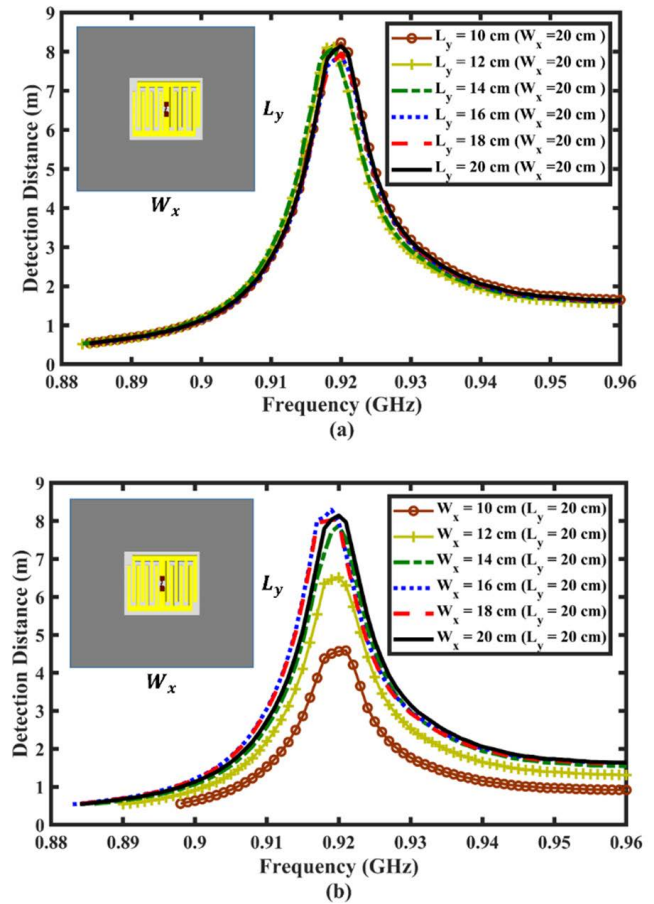 8
7
6
5
4
3
2
1
0
Detection Distance (m)
L_y
W_x
L_y = 10 cm (W_x =20 cm )
L_y = 12 cm (W_x =20 cm )
L_y = 14 cm (W_x =20 cm )
L_y = 16 cm (W_x =20 cm )
L_y = 18 cm (W_x =20 cm )
L_y = 20 cm (W_x =20 cm )
0.88 0.89 0.9 0.91 0.92 0.93 0.94 0.95 0.96
Frequency (GHz)
(a)
9
8
7
6
5
4
3
2
1
0
Detection Distance (m)
L_y
W_x
W_x = 10 cm (L_y = 20 cm)
W_x = 12 cm (L_y = 20 cm)
W_x = 14 cm (L_y = 20 cm)
W_x = 16 cm (L_y = 20 cm)
W_x = 18 cm (L_y = 20 cm)
W_x = 20 cm (L_y = 20 cm)
0.88 0.89 0.9 0.91 0.92 0.93 0.94 0.95 0.96
Frequency (GHz)
(b)